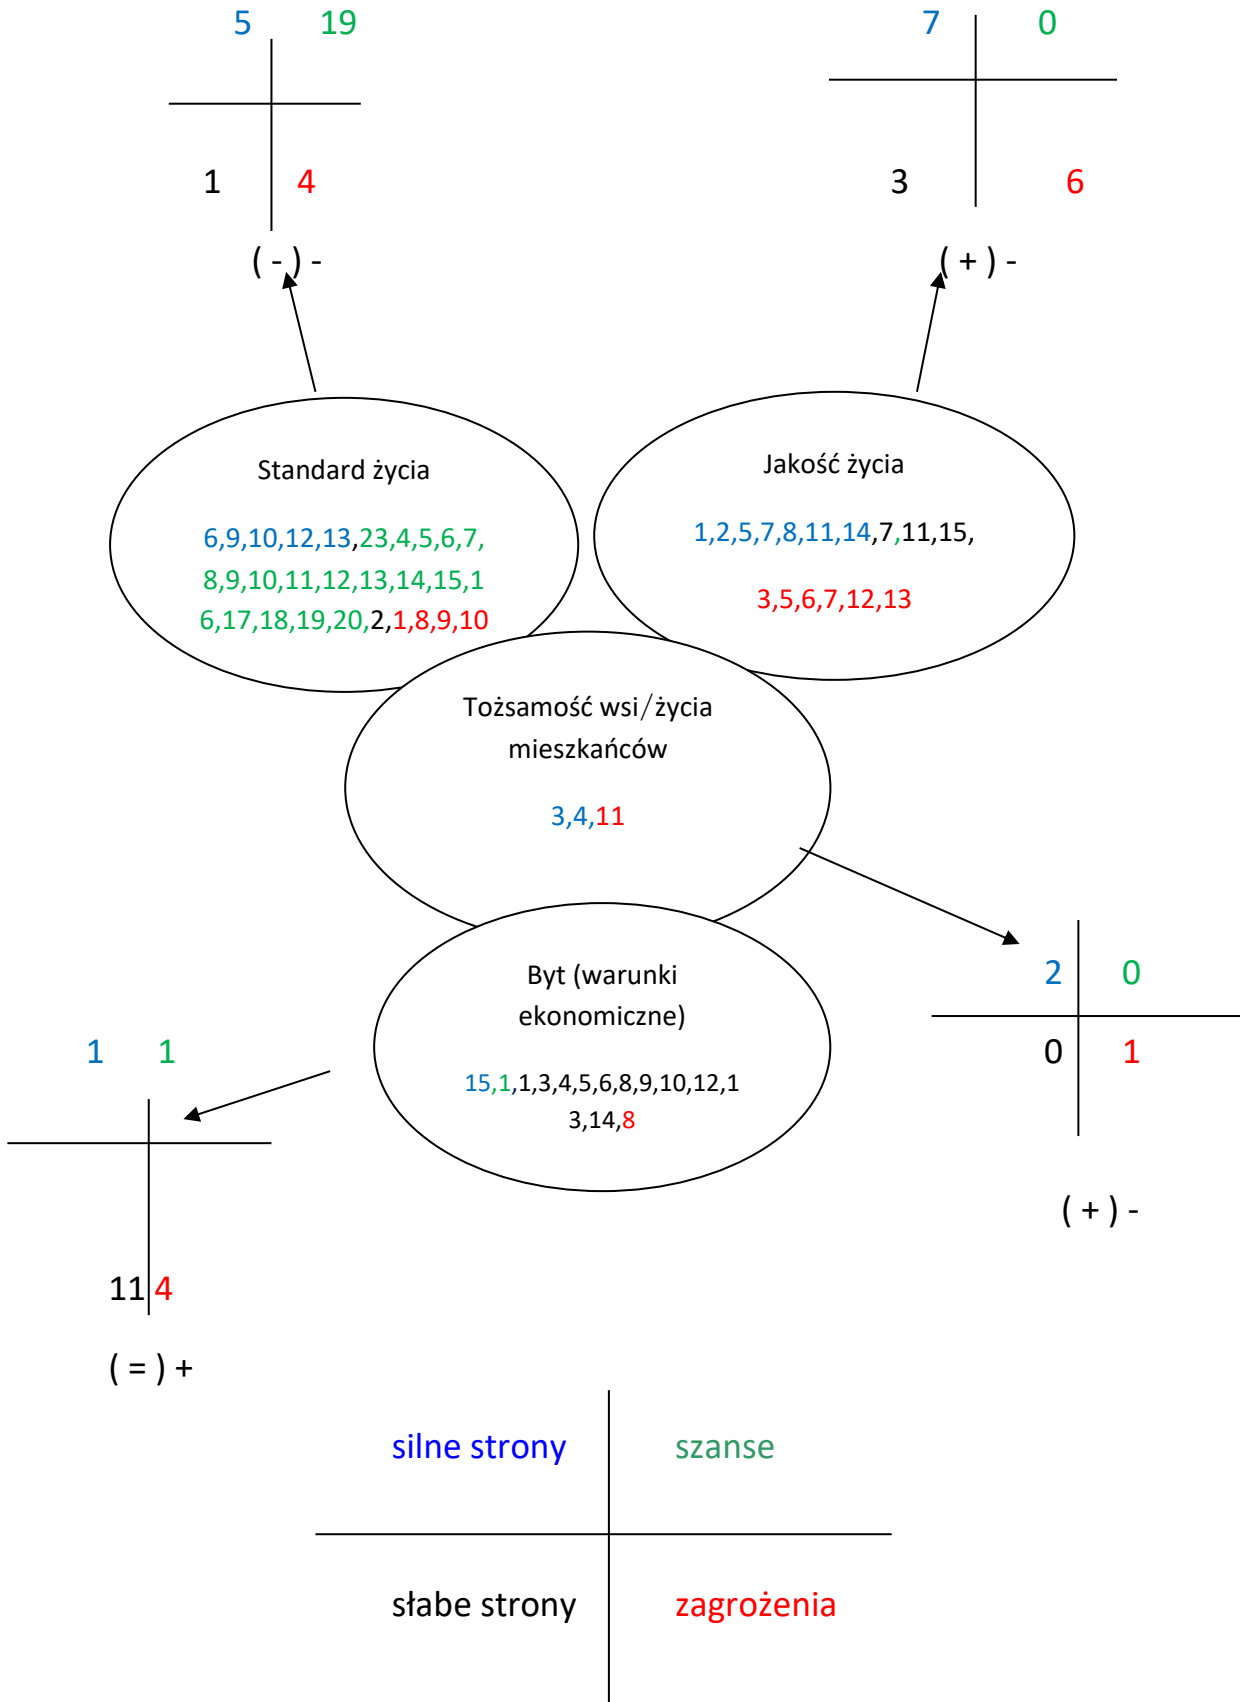 5 19
1 4
( - ) -
7 0
3 6
( + ) -
Standard życia
6,9,10,12,13,23,4,5,6,7,
8,9,10,11,12,13,14,15,1
6,17,18,19,20,2,1,8,9,10
Jakość życia
1,2,5,7,8,11,14,7,11,15,
3,5,6,7,12,13
Tożsamość wsi/życia
mieszkańców
3,4,11
2 0
0 1
( + ) -
Byt (warunki
ekonomiczne)
15,1,1,3,4,5,6,8,9,10,12,1
3,14,8
1 1
11 4
( = ) +
silne strony szanse
słabe strony zagrożenia